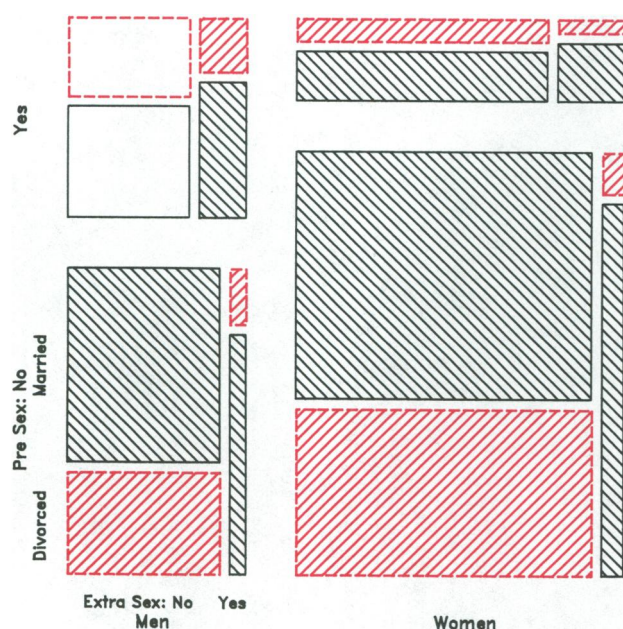 Yes
Pre Sex: No
Married
Divorced
Extra Sex: No Yes
Men
Women